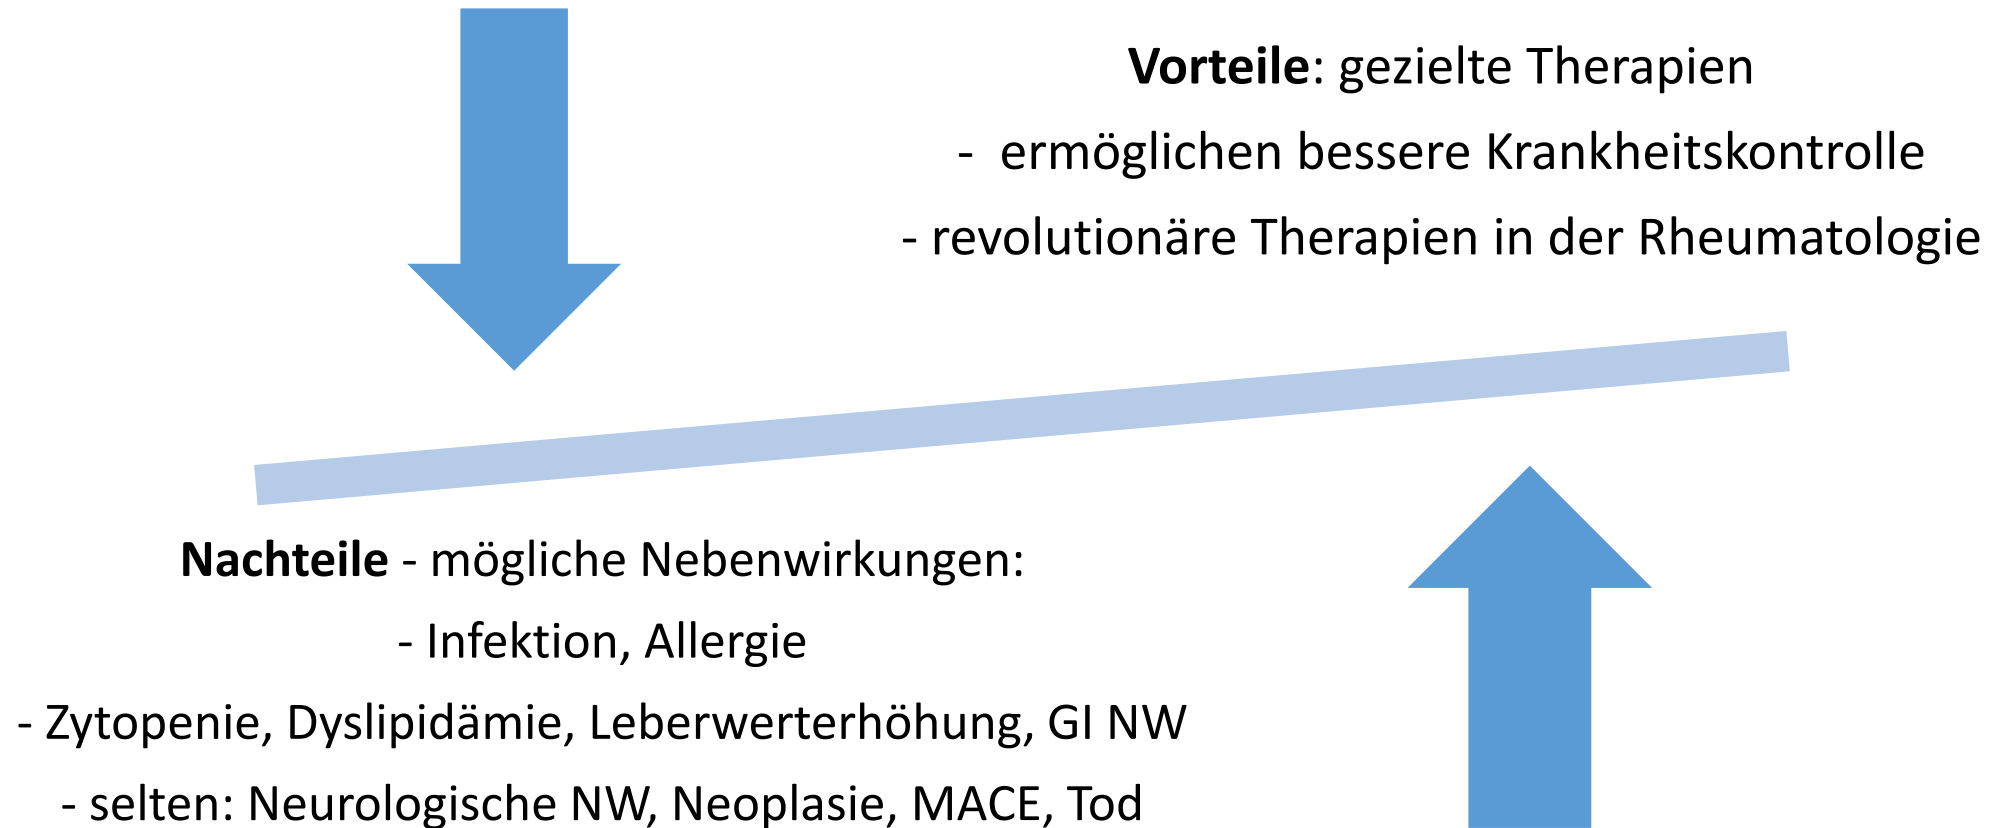 Vorteile: gezielte Therapien
- ermöglichen bessere Krankheitskontrolle
- revolutionäre Therapien in der Rheumatologie
Nachteile - mögliche Nebenwirkungen:
- Infektion, Allergie
- Zytopenie, Dyslipidämie, Leberwerterhöhung, GI NW
- selten: Neurologische NW, Neoplasie, MACE, Tod